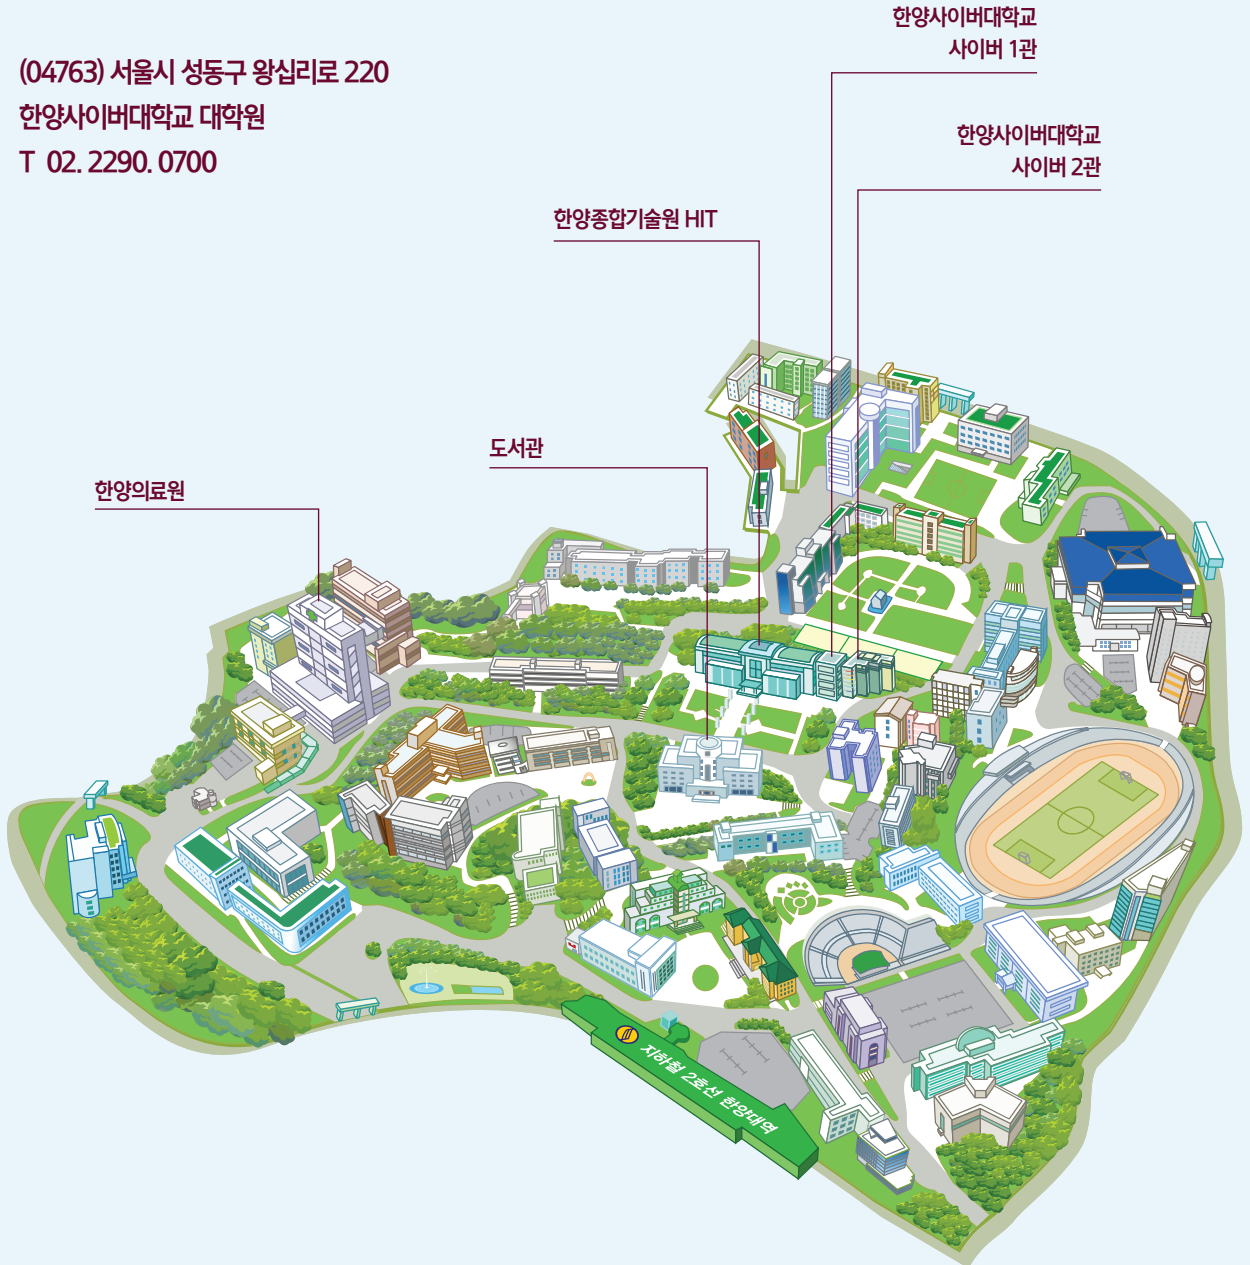 (04763) 서울시 성동구 왕십리로 220
한양사이버대학교 대학원
T 02. 2290. 0700
한양사이버대학교
사이버 1관
한양사이버대학교
사이버 2관
한양종합기술원 HIT
도서관
한양의료원
지하철 2호선 한양대역